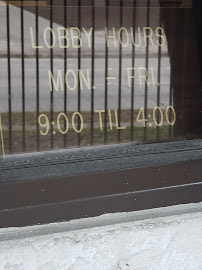 LOBBY HOURS
MON. - FRI.
9:00 TIL 4:00